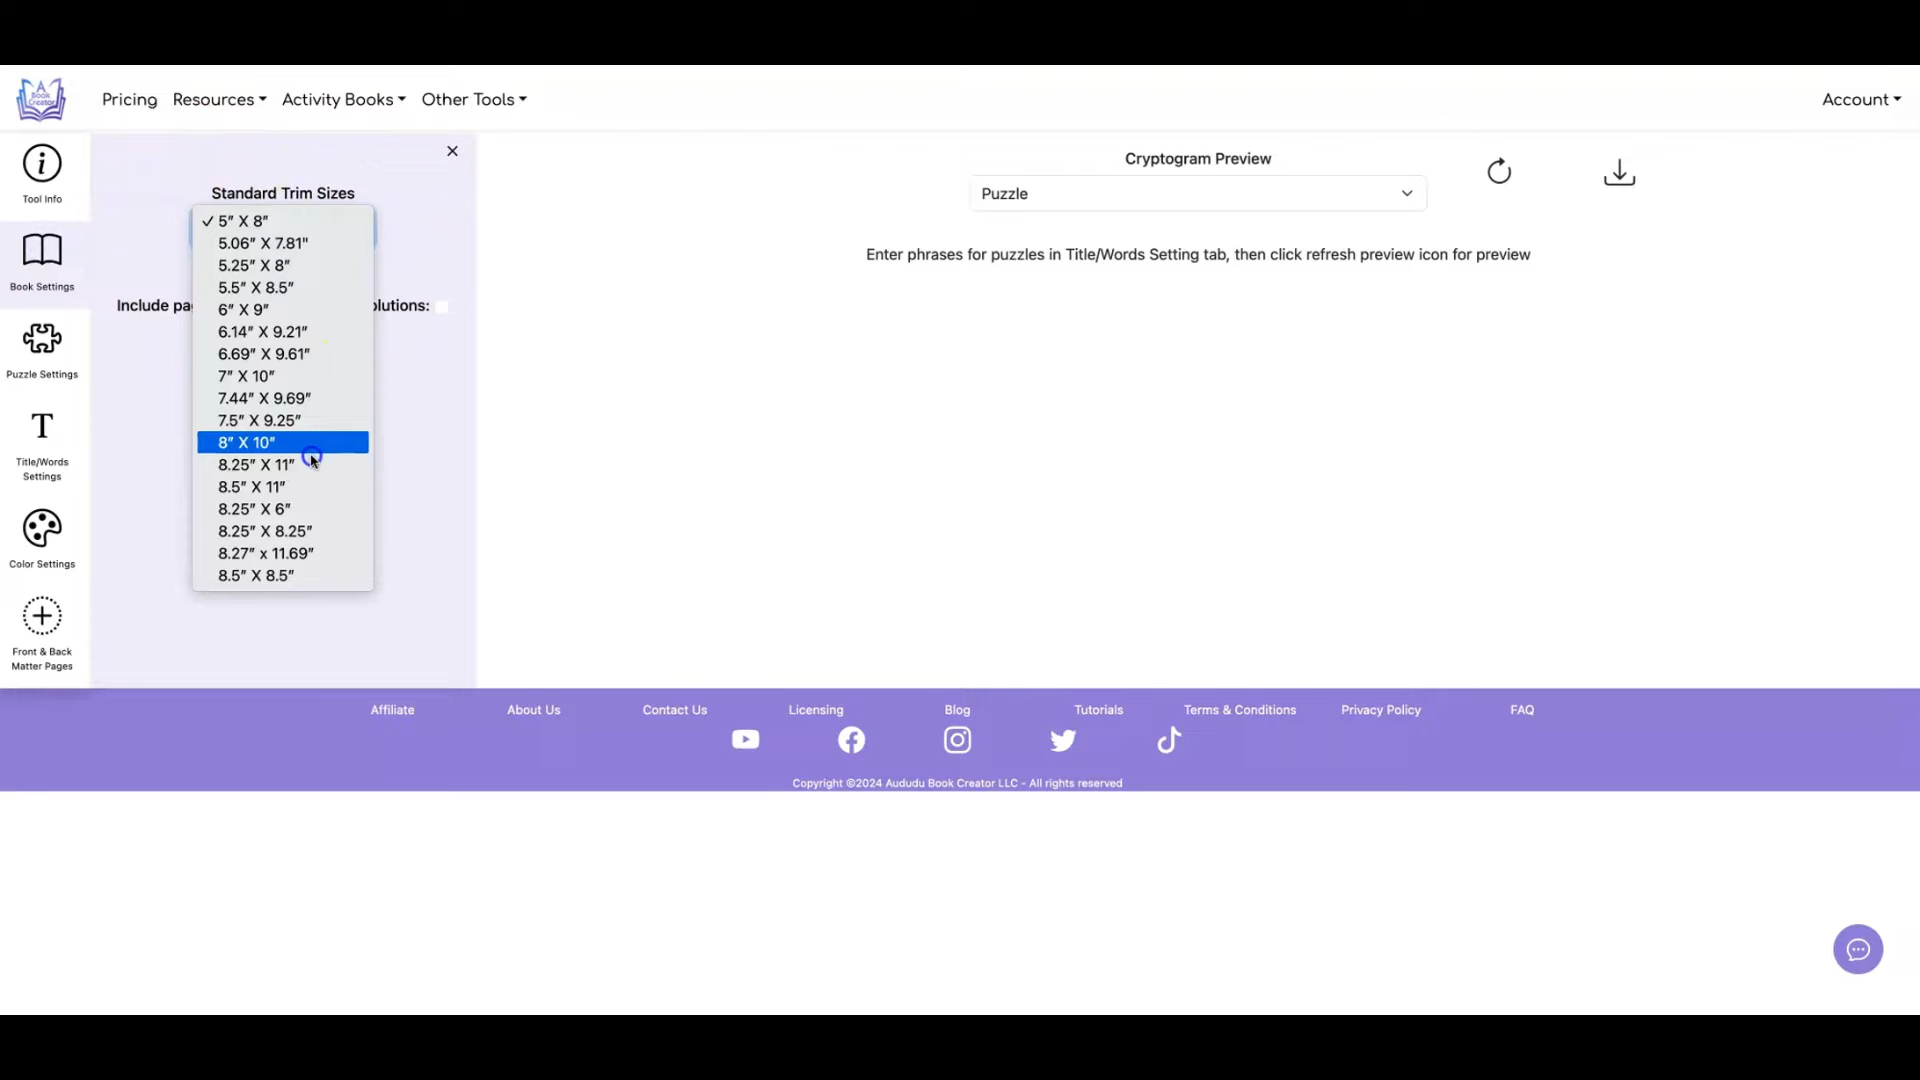 A
Book
Creator
Pricing
Resources
Activity Books
Other Tools
Account
Tool Info
Book Settings
Puzzle Settings
Title/Words
Settings
Color Settings
Front & Back
Matter Pages
Standard Trim Sizes
✓ 5” X 8”
5.06” X 7.81"
5.25” X 8”
5.5” X 8.5”
6” X 9”
6.14” X 9.21”
6.69” X 9.61”
7” X 10”
7.44” X 9.69”
7.5” X 9.25”
8” X 10”
8.25” X 11”
8.5” X 11”
8.25” X 6”
8.25” X 8.25”
8.27” x 11.69”
8.5” X 8.5”
Include
Cryptogram Preview
Puzzle
Enter phrases for puzzles in Title/Words Setting tab, then click refresh preview icon for preview
Affiliate
About Us
Contact Us
Licensing
Blog
Tutorials
Terms & Conditions
Privacy Policy
FAQ
Copyright ©2024 Aududu Book Creator LLC - All rights reserved